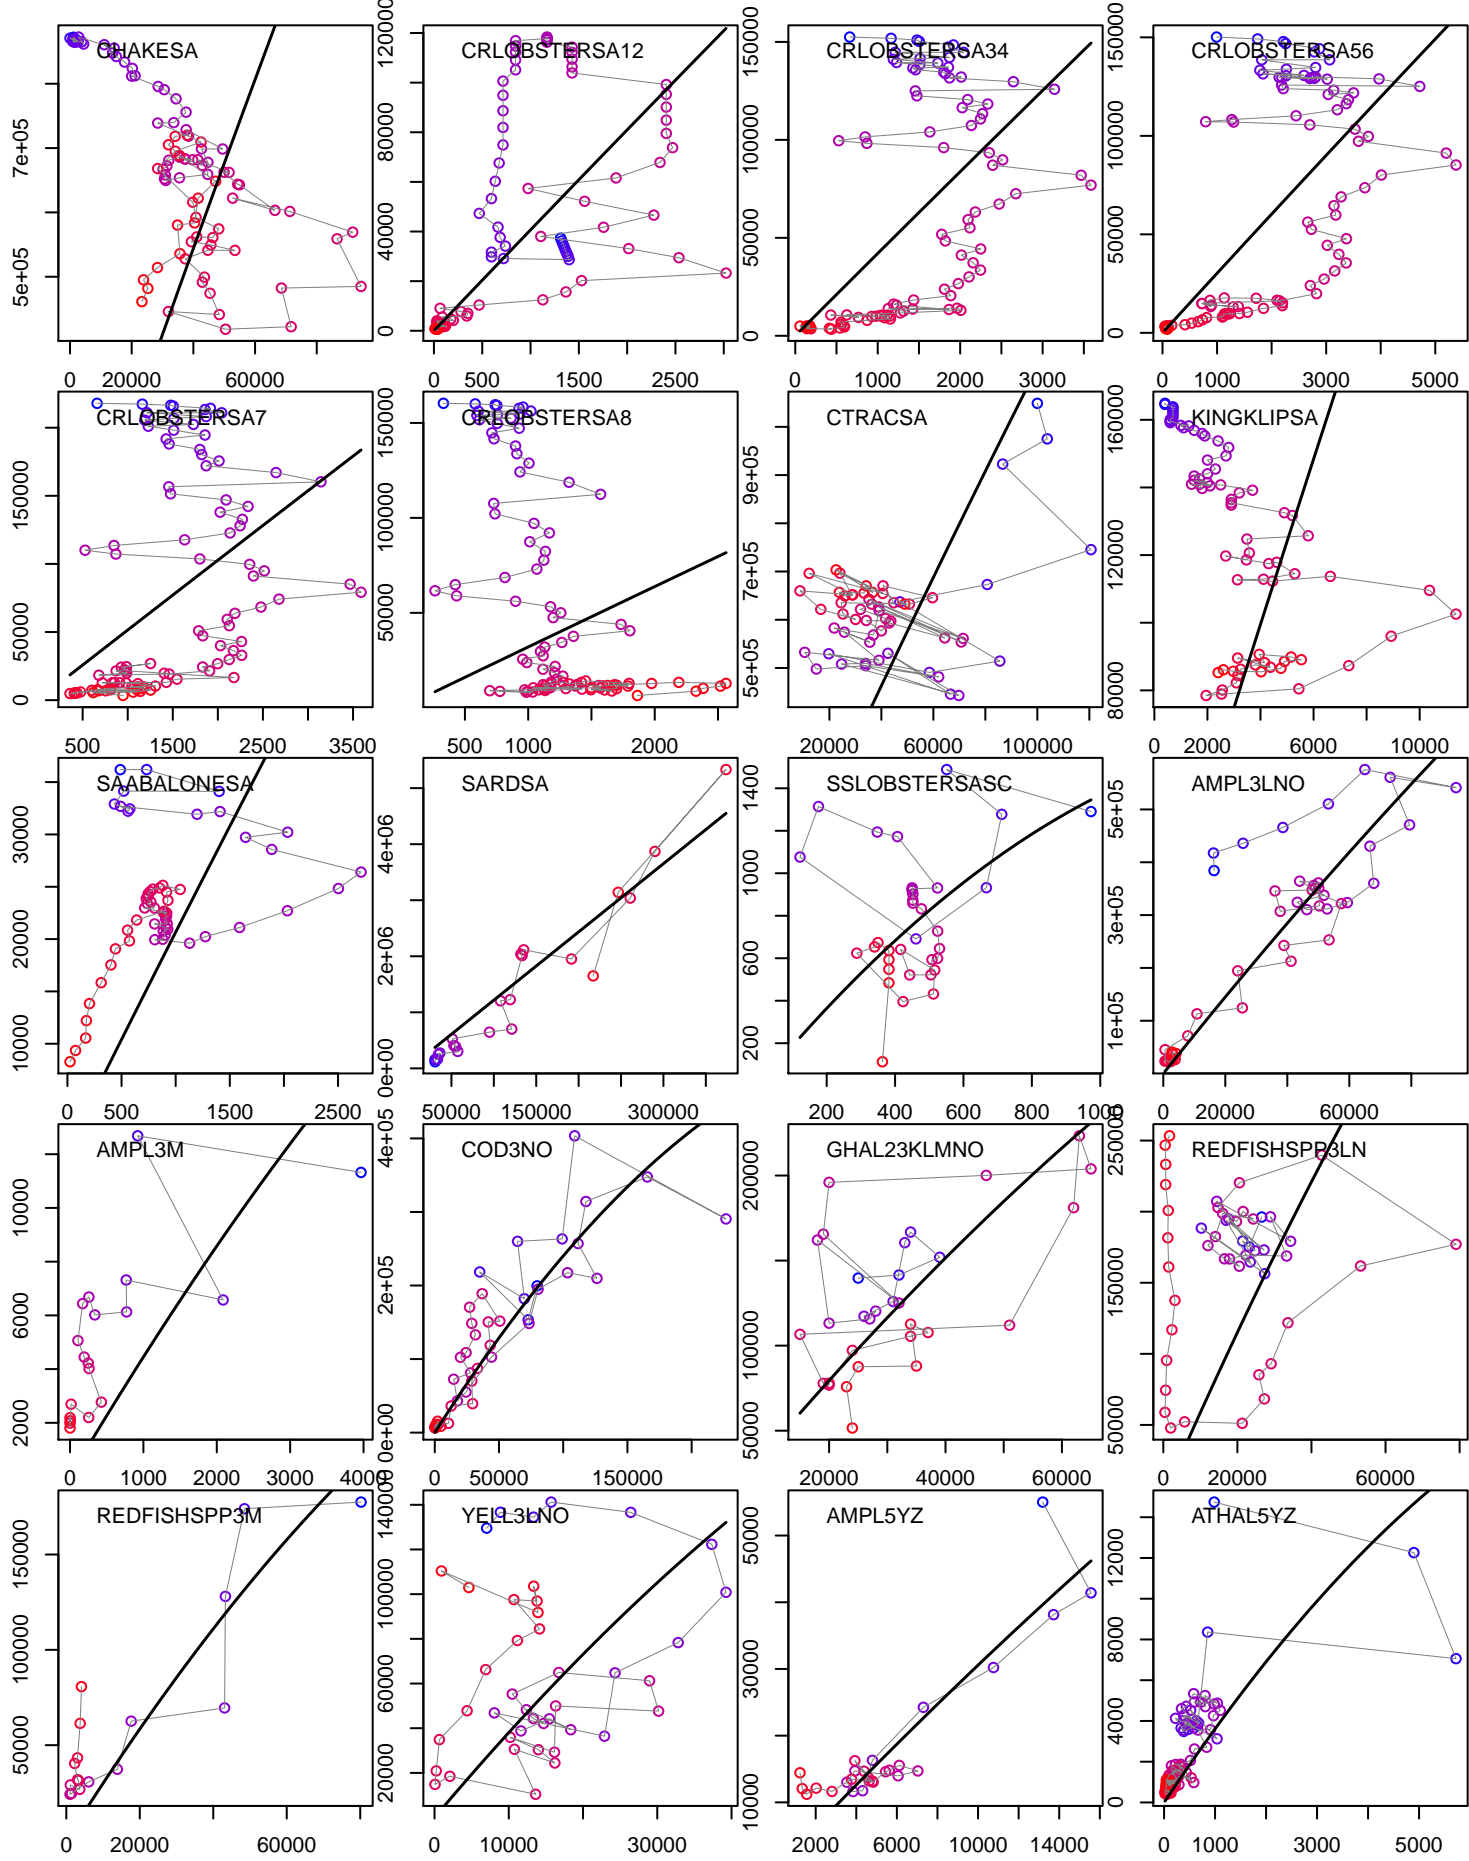 CHAKESA
5e+05 7e+05
0 20000 60000
CRLOBSTERSA12
0 40000 80000 120000
0 500 1500 2500
CRLOBSTERSA34
0 50000 100000 150000
0 1000 2000 3000
CRLOBSTERSA56
0 50000 100000 150000
0 1000 3000 5000
CRLOBSTERSA7
0 50000 150000
500 1500 2500 3500
CRLOBSTERSA8
50000 100000 150000
500 1000 2000
CTRACSA
5e+05 7e+05 9e+05
20000 60000 100000
KINGKLIPSA
80000 120000 160000
0 2000 6000 10000
SAABALONESA
10000 20000 30000
0 500 1500 2500
SARDSA
0e+00 2e+06 4e+06
50000 150000 300000
SSLOBSTERSASC
200 600 1000 1400
200 400 600 800 1000
AMPL3LNO
1e+05 3e+05 5e+05
0 20000 60000
AMPL3M
2000 6000 10000
0 1000 2000 3000 4000
COD3NO
0e+00 2e+05 4e+05
0 50000 150000
GHAL23KLMNO
50000 100000 200000
20000 40000 60000
REDFISHSPP3LN
50000 150000 250000
0 20000 60000
REDFISHSPP3M
50000 100000 150000
0 20000 60000
YELL3LNO
20000 60000 100000 140000
0 10000 30000
AMPL5YZ
10000 30000 50000
2000 6000 10000 14000
ATHAL5YZ
0 4000 8000 12000
0 1000 3000 5000